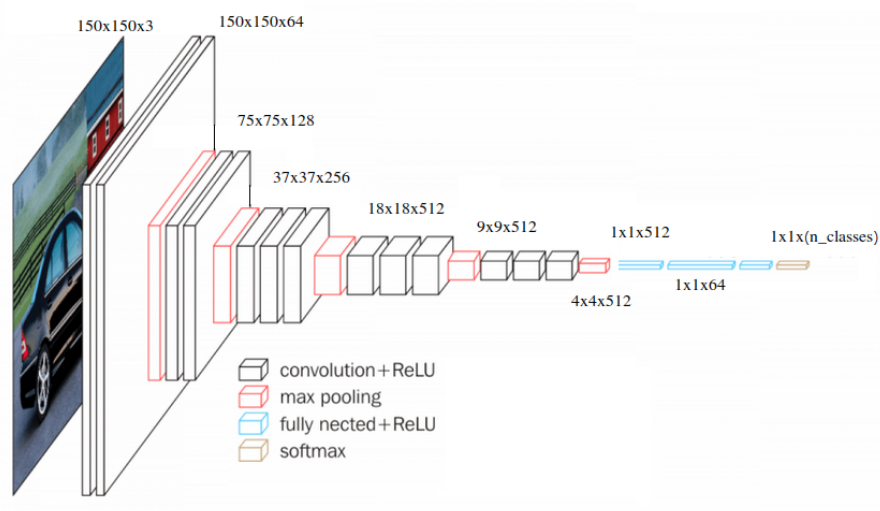 150x150x3
150x150x64
75x75x128
37x37x256
18x18x512
9x9x512
1x1x512
1x1x(n_classes)
4x4x512
1x1x64
convolution+ReLU
max pooling
fully nected+ReLU
softmax